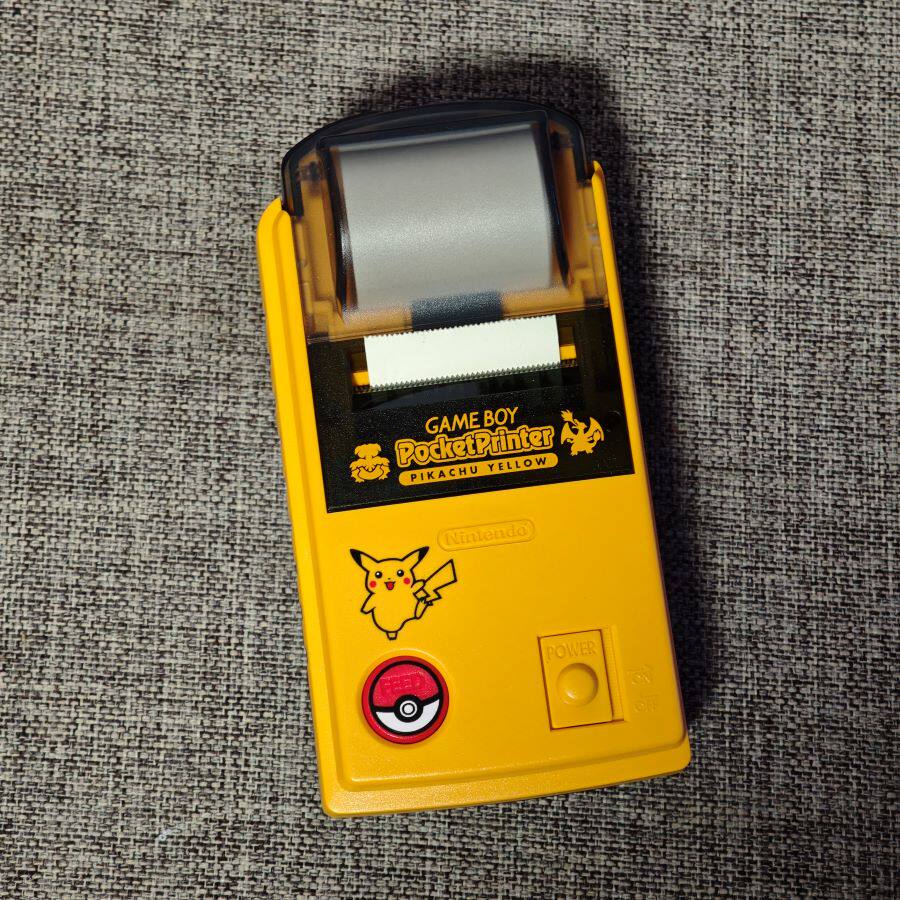 GAME BOY
PocketPrinter
PIKACHU YELLOW
Nintendo
POWER
FEED
ON
OFF